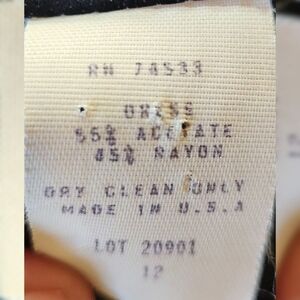 RN 74533
DRESS
55% ACETATE
45% RAYON
DRY CLEAN ONLY
MADE IN U.S.A
LOT 20901
12